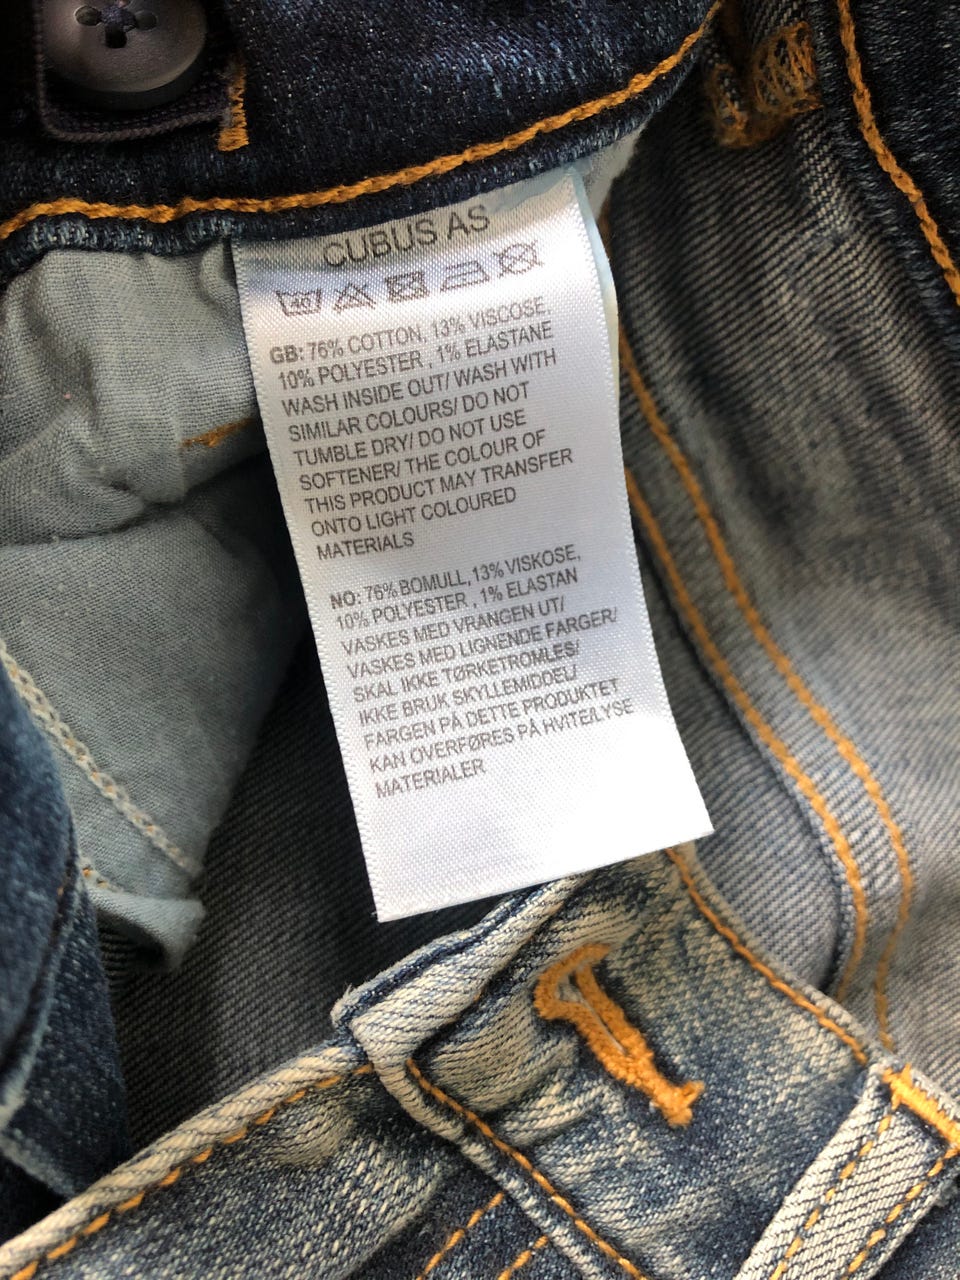 CUBUS AS
40
GB: 76% COTTON, 13% VISCOSE,
10% POLYESTER , 1% ELASTANE
WASH INSIDE OUT/ WASH WITH
SIMILAR COLOURS/ DO NOT
TUMBLE DRY/ DO NOT USE
SOFTENER/ THE COLOUR OF
THIS PRODUCT MAY TRANSFER
ONTO LIGHT COLOURED
MATERIALS
NO: 76% BOMULL, 13% VISKOSE,
10% POLYESTER , 1% ELASTAN
VASKES MED VRANGEN UT/
VASKES MED LIGNENDE FARGER/
SKAL IKKE TØRKETROMLES/
IKKE BRUK SKYLLEMIDDEL/
FARGEN PÅ DETTE PRODUKTET
KAN OVERFØRES PÅ HVITE/LYSE
MATERIALER